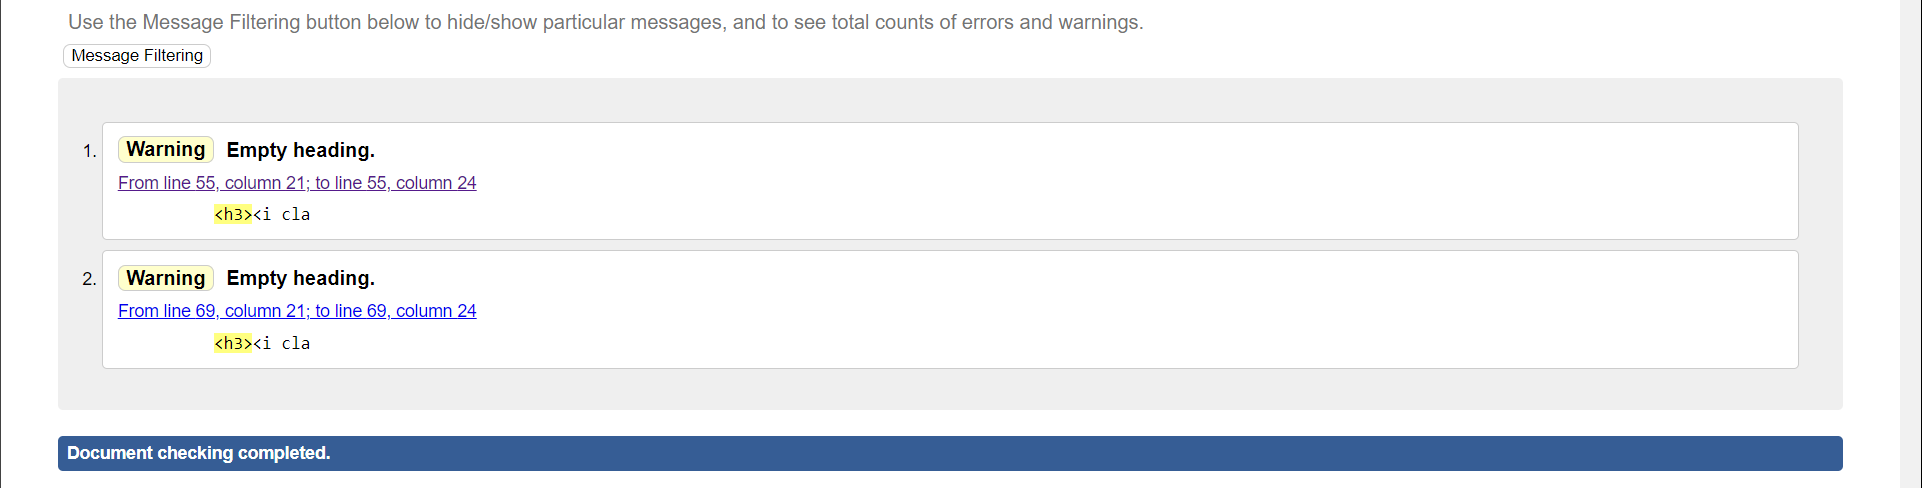 Use the Message Filtering button below to hide/show particular messages, and to see total counts of errors and warnings.
Message Filtering
1. Warning Empty heading.
From line 55, column 21; to line 55, column 24
<h3><i cla
2. Warning Empty heading.
From line 69, column 21; to line 69, column 24
<h3><i cla
Document checking completed.